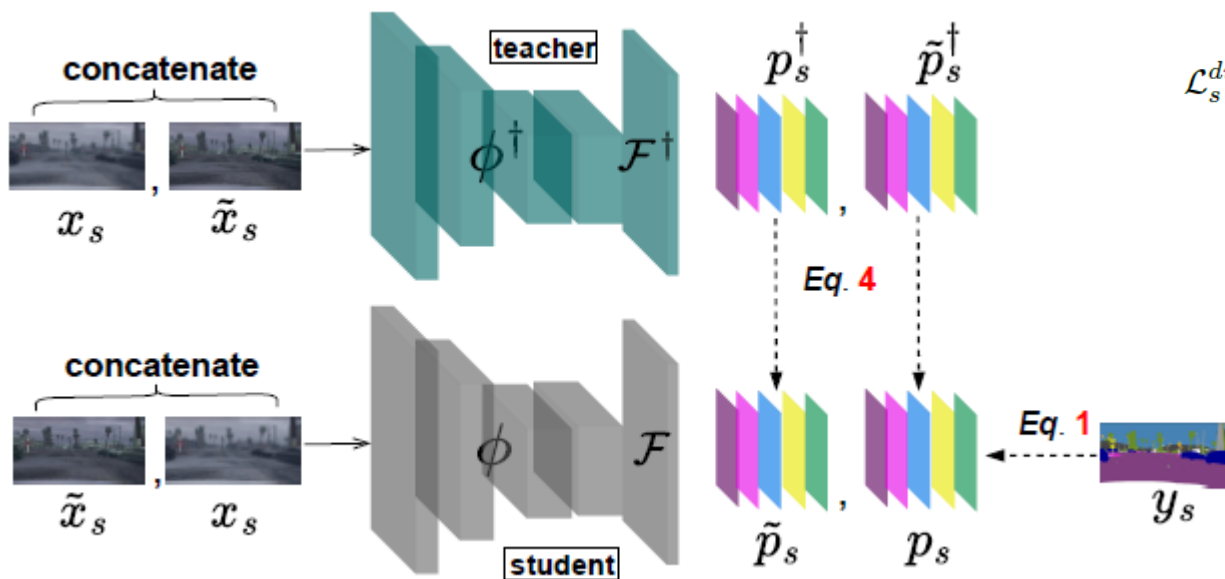 concatenate
x_s , x̃_s
teacher
ϕ† F†
p_s† , p̃_s†
Eq. 4
concatenate
x̃_s , x_s
ϕ F
student
p̃_s , p_s
Eq. 1
y_s